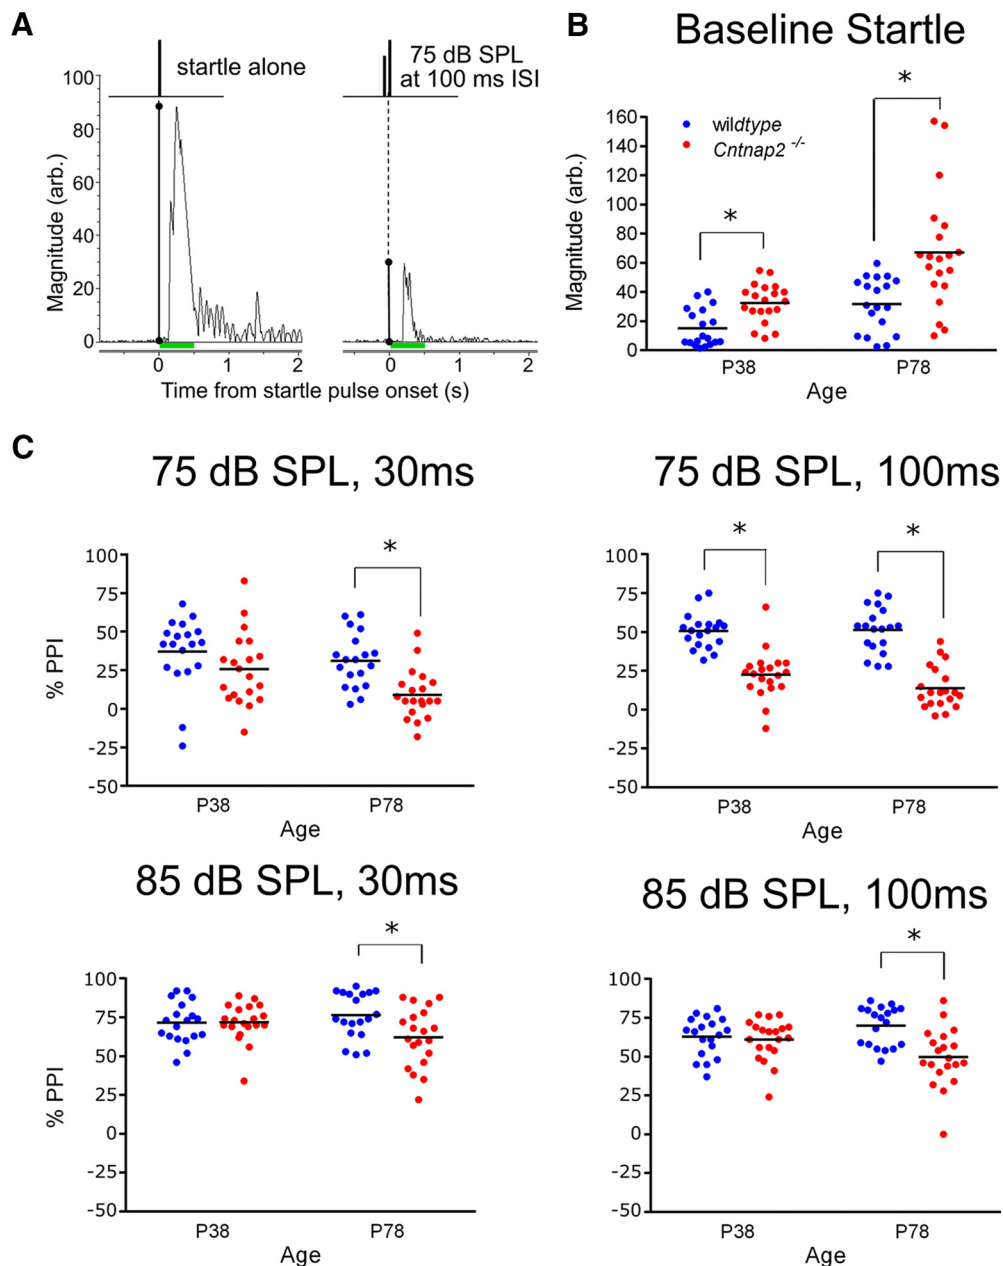 A
startle alone
75 dB SPL
at 100 ms ISI
Magnitude (arb.)
100
80
60
40
20
0
0
1
2
0
1
2
Time from startle pulse onset (s)
B
Baseline Startle
*
*
wildtype
Cntnap2 -/-
Magnitude (arb.)
160
140
120
100
80
60
40
20
0
P38
P78
Age
C
75 dB SPL, 30ms
*
% PPI
100
75
50
25
0
-25
-50
P38
P78
Age
75 dB SPL, 100ms
*
*
100
75
50
25
0
-25
-50
P38
P78
Age
85 dB SPL, 30ms
*
% PPI
100
75
50
25
0
-25
-50
P38
P78
Age
85 dB SPL, 100ms
*
100
75
50
25
0
-25
-50
P38
P78
Age